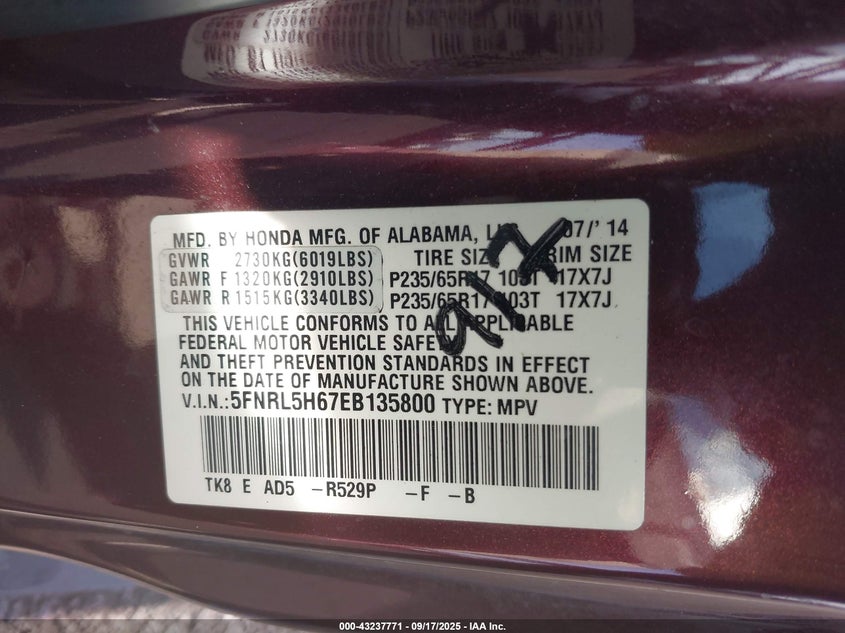 MFD. BY HONDA MFG. OF ALABAMA, 07/' 14
GVWR 2730KG(6019LBS) TIRE SIZE RIM SIZE
GAWR F 1320KG(2910LBS) P235/65R17 103T 17X7J
GAWR R 1515KG(3340LBS) P235/65R17 103T 17X7J
THIS VEHICLE CONFORMS TO ALL APPLICABLE
FEDERAL MOTOR VEHICLE SAFETY
AND THEFT PREVENTION STANDARDS IN EFFECT
ON THE DATE OF MANUFACTURE SHOWN ABOVE.
V.I.N.:5FNRL5H67EB135800 TYPE: MPV
TK8 E AD5 -R529P -F -B
917
000-43237771 - 09/17/2025 - IAA Inc.